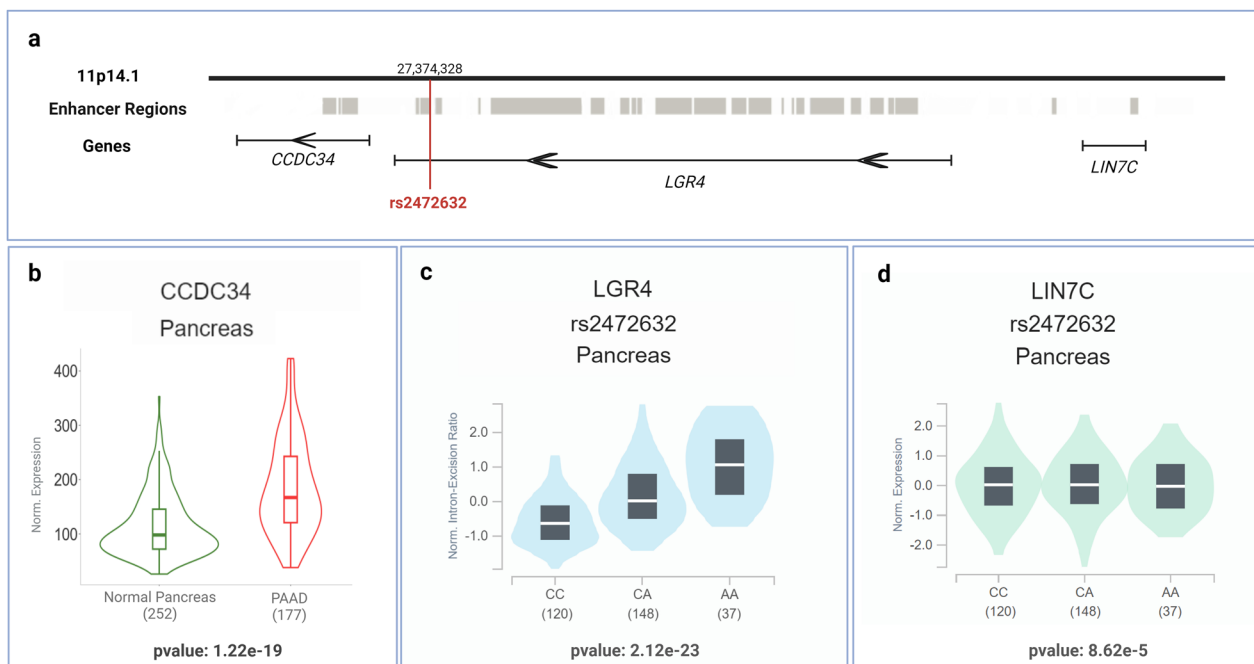 a
27,374,328
11p14.1
Enhancer Regions
Genes
CCDC34
LGR4
LIN7C
rs2472632
b
CCDC34
Pancreas
Norm. Expression
400
300
200
100
Normal Pancreas
(252)
PAAD
(177)
pvalue: 1.22e-19
c
LGR4
rs2472632
Pancreas
Norm. Intron-Excision Ratio
2.0
1.0
0.0
-1.0
CC
(120)
CA
(148)
AA
(37)
pvalue: 2.12e-23
d
LIN7C
rs2472632
Pancreas
Norm. Expression
2.0
1.0
0.0
-1.0
-2.0
CC
(120)
CA
(148)
AA
(37)
pvalue: 8.62e-5